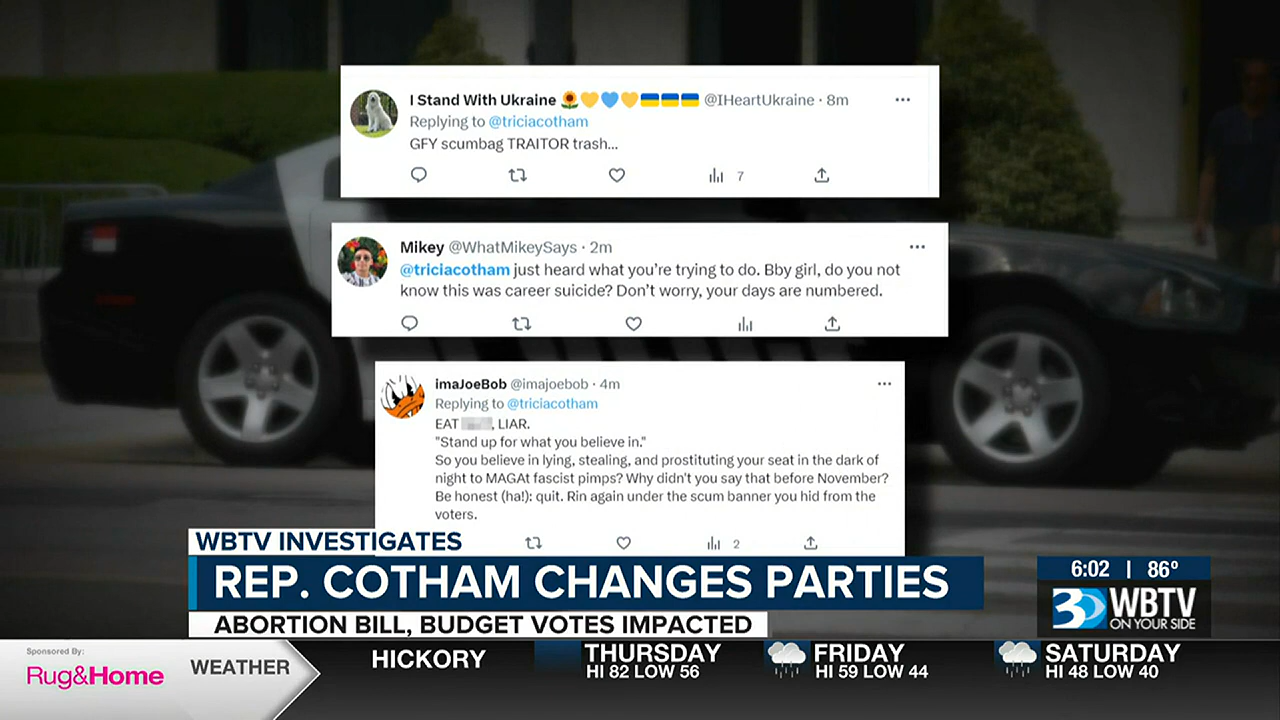 I Stand With Ukraine 🌻💛💙💛🇺🇦🇺🇦🇺🇦 @IHeartUkraine · 8m
Replying to @triciacotham
GFY scumbag TRAITOR trash...
7
Mikey @WhatMikeySays · 2m
@triciacotham just heard what you're trying to do. Bby girl, do you not
know this was career suicide? Don't worry, your days are numbered.
imaJoeBob @imajoebob · 4m
Replying to @triciacotham
EAT , LIAR.
"Stand up for what you believe in."
So you believe in lying, stealing, and prostituting your seat in the dark of
night to MAGAt fascist pimps? Why didn't you say that before November?
Be honest (ha!): quit. Rin again under the scum banner you hid from the
voters.
2
WBTV INVESTIGATES
REP. COTHAM CHANGES PARTIES
ABORTION BILL, BUDGET VOTES IMPACTED
6:02 | 86°
3 WBTV
ON YOUR SIDE
Sponsored By:
Rug&Home
WEATHER
HICKORY
THURSDAY
HI 82 LOW 56
FRIDAY
HI 59 LOW 44
SATURDAY
HI 48 LOW 40